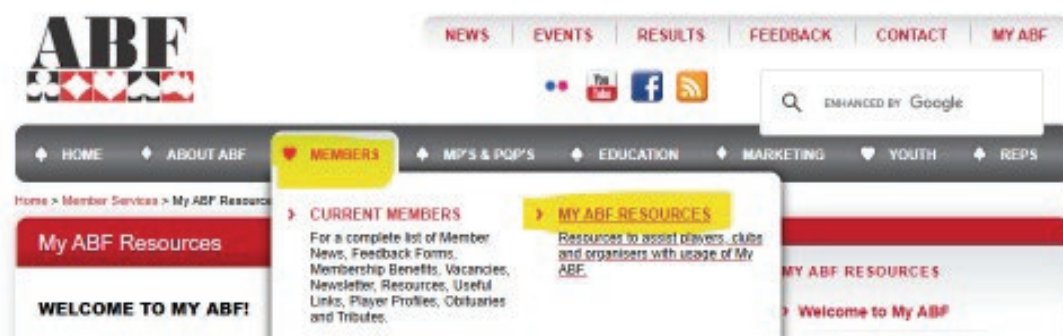 ABF
NEWS EVENTS RESULTS FEEDBACK CONTACT MY ABF
You Tube f
ENHANCED BY Google
HOME ABOUT ABF MEMBERS MP'S & PQP'S EDUCATION MARKETING YOUTH REPS
Home > Member Services > My ABF Resource
My ABF Resources
WELCOME TO MY ABF!
CURRENT MEMBERS
For a complete list of Member
News, Feedback Forms,
Membership Benefits, Vacancies,
Newsletter, Resources, Useful
Links, Player Profiles, Obituaries
and Tributes.
MY ABF RESOURCES
Resources to assist players, clubs
and organisers with usage of My
ABF.
MY ABF RESOURCES
Welcome to My ABF